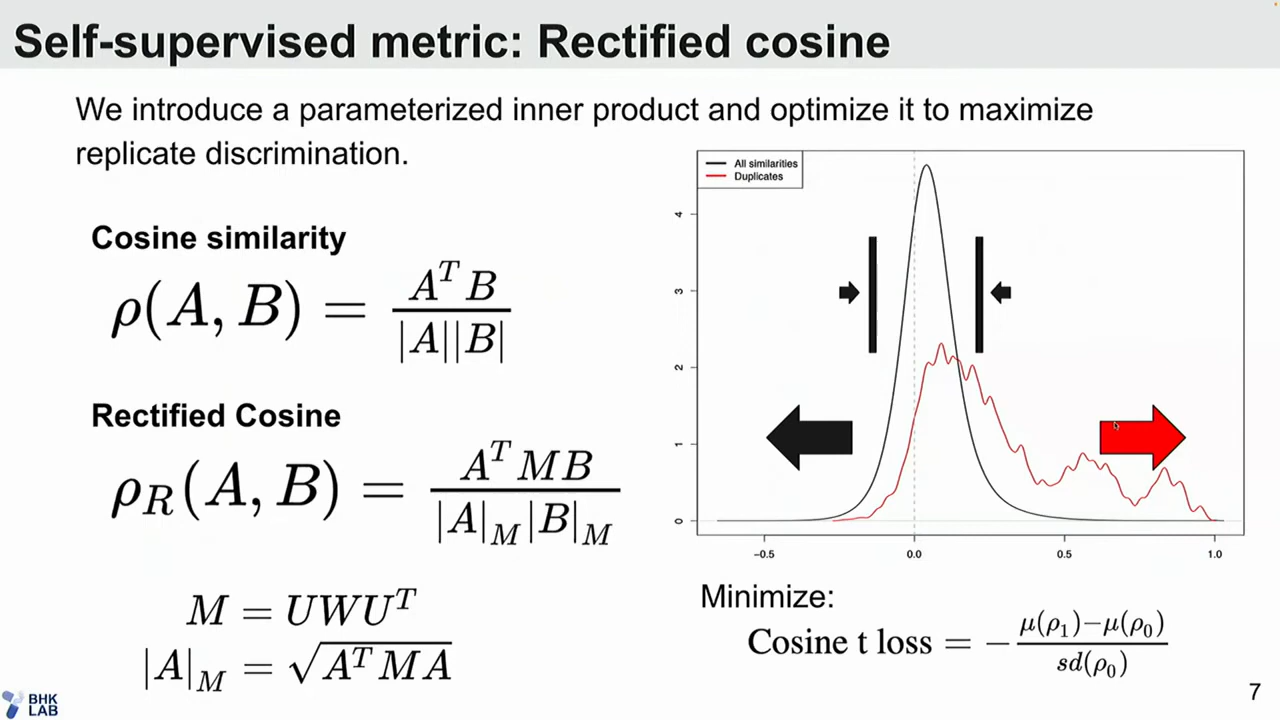 Self-supervised metric: Rectified cosine
We introduce a parameterized inner product and optimize it to maximize
replicate discrimination.
Cosine similarity
ρ(A, B) = A^T B / |A||B|
Rectified Cosine
ρ_R(A, B) = A^T M B / |A|_M |B|_M
M = UWU^T
|A|_M = √(A^T M A)
All similarities
Duplicates
4
3
2
1
0
-0.5 0.0 0.5 1.0
Minimize:
Cosine t loss = − μ(ρ_1)−μ(ρ_0) / sd(ρ_0)
BHK
LAB
7